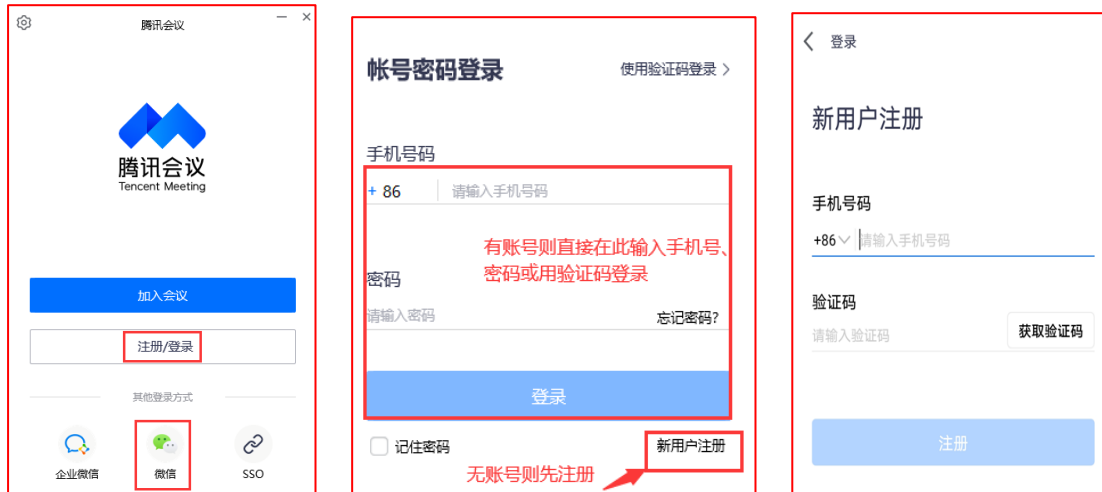 腾讯会议
腾讯会议
Tencent Meeting
加入会议
注册/登录
其他登录方式
企业微信
微信
SSO
帐号密码登录
使用验证码登录 >
手机号码
+ 86
请输入手机号码
有账号则直接在此输入手机号、
密码或用验证码登录
密码
请输入密码
忘记密码?
登录
记住密码
新用户注册
无账号则先注册
登录
新用户注册
手机号码
+86
请输入手机号码
验证码
请输入验证码
获取验证码
注册